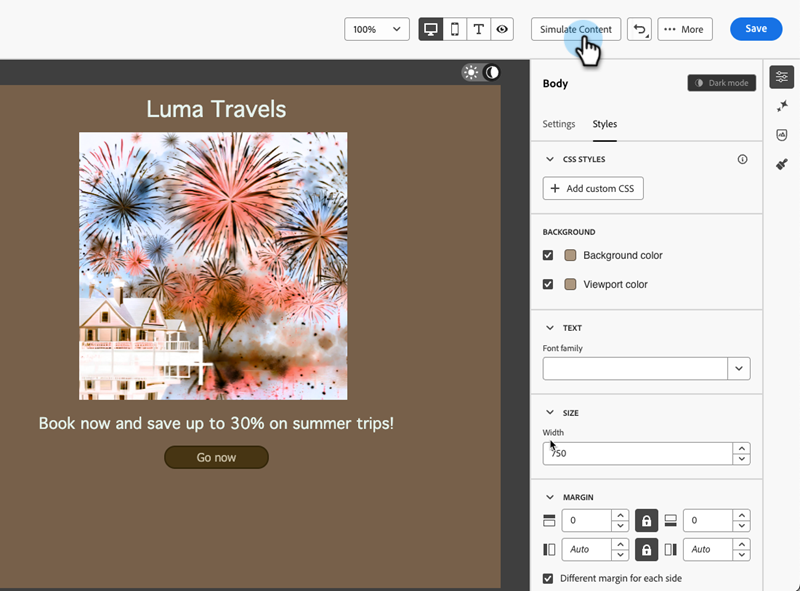 100%
T
Simulate Content
More
Save
Body
Dark mode
Settings
Styles
CSS STYLES
Add custom CSS
BACKGROUND
Background color
Viewport color
TEXT
Font family
SIZE
Width
750
MARGIN
0
0
Auto
Auto
Different margin for each side
Luma Travels
Book now and save up to 30% on summer trips!
Go now